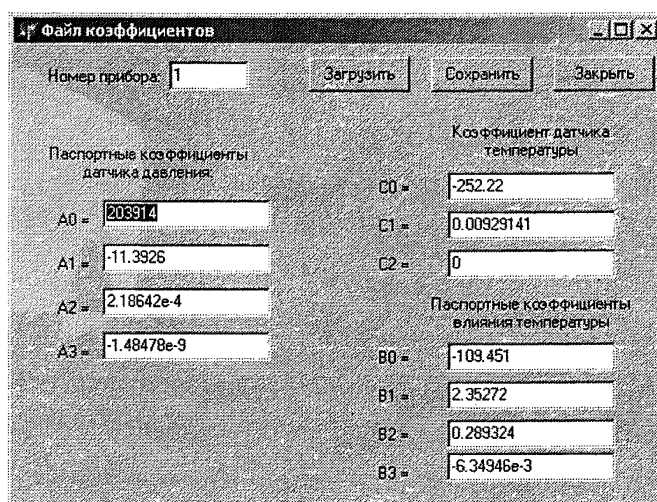 Файл коэффициентов
Номер прибора: 1
Загрузить
Сохранить
Закрыть
Паспортные коэффициенты
датчика давления:
A0 = 203914
A1 = -11.3926
A2 = 2.18642e-4
A3 = -1.48478e-9
Коэффициент датчика
температуры
C0 = -252.22
C1 = 0.00929141
C2 = 0
Паспортные коэффициенты
влияния температуры
B0 = -109.451
B1 = 2.35272
B2 = 0.289324
B3 = -6.34946e-3